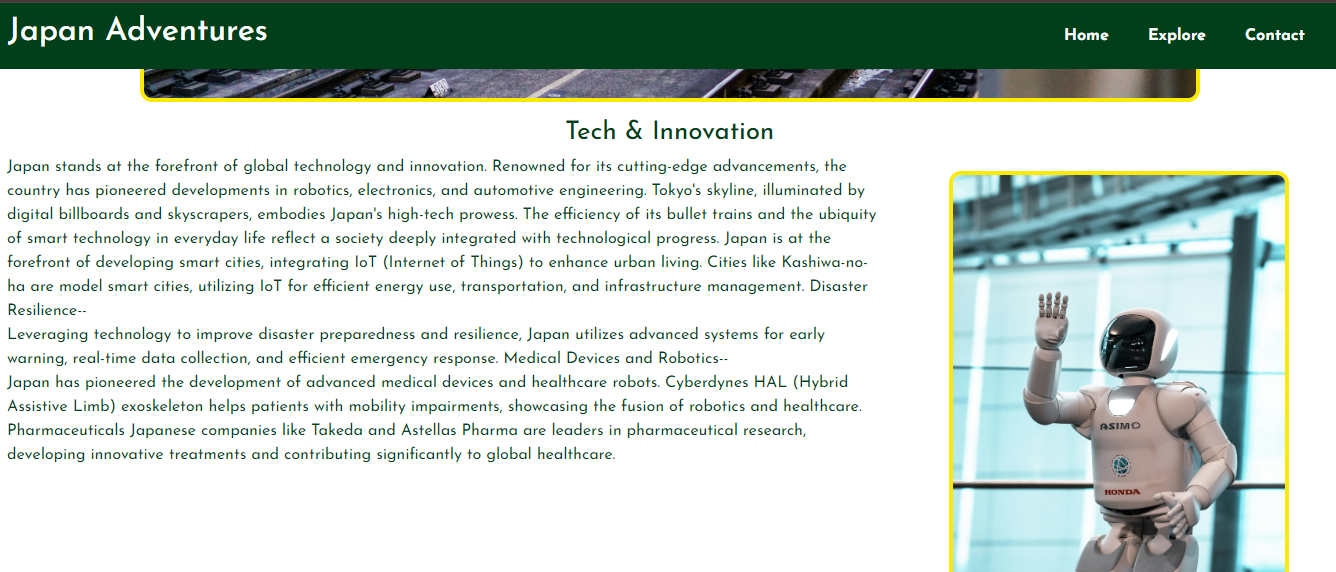 Japan Adventures
Home Explore Contact
Tech & Innovation
Japan stands at the forefront of global technology and innovation. Renowned for its cutting-edge advancements, the
country has pioneered developments in robotics, electronics, and automotive engineering. Tokyo's skyline, illuminated by
digital billboards and skyscrapers, embodies Japan's high-tech prowess. The efficiency of its bullet trains and the ubiquity
of smart technology in everyday life reflect a society deeply integrated with technological progress. Japan is at the
forefront of developing smart cities, integrating IoT (Internet of Things) to enhance urban living. Cities like Kashiwa-no-
ha are model smart cities, utilizing IoT for efficient energy use, transportation, and infrastructure management. Disaster
Resilience--
Leveraging technology to improve disaster preparedness and resilience, Japan utilizes advanced systems for early
warning, real-time data collection, and efficient emergency response. Medical Devices and Robotics--
Japan has pioneered the development of advanced medical devices and healthcare robots. Cyberdynes HAL (Hybrid
Assistive Limb) exoskeleton helps patients with mobility impairments, showcasing the fusion of robotics and healthcare.
Pharmaceuticals Japanese companies like Takeda and Astellas Pharma are leaders in pharmaceutical research,
developing innovative treatments and contributing significantly to global healthcare.
ASIMO
HONDA